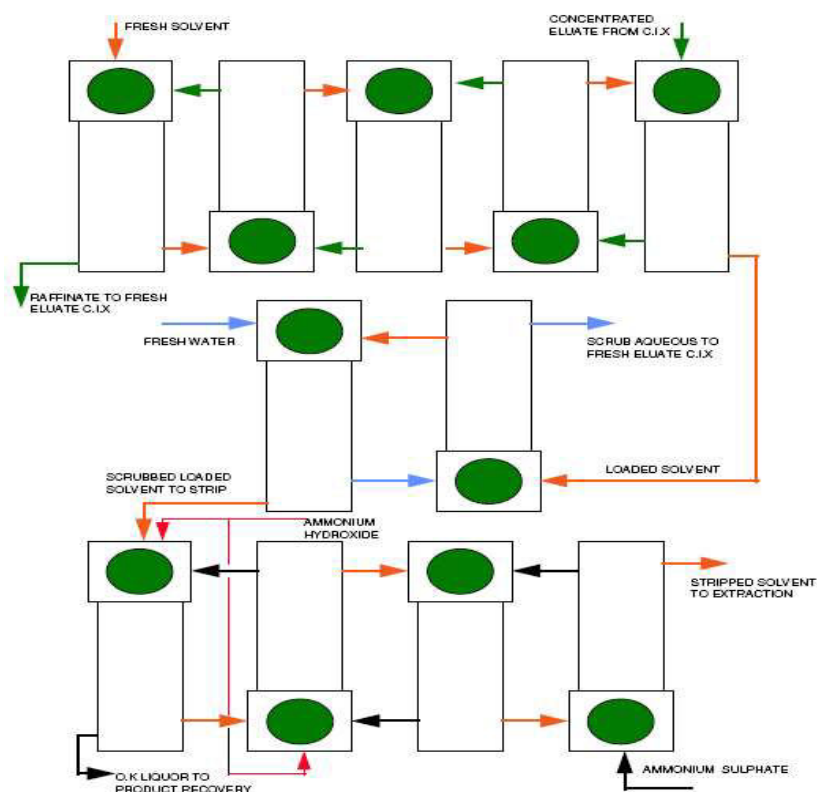 FRESH SOLVENT
CONCENTRATED
ELUATE FROM C.I.X
RAFFINATE TO FRESH
ELUATE C.I.X
FRESH WATER
SCRUB AQUEOUS TO
FRESH ELUATE C.I.X
SCRUBBED LOADED
SOLVENT TO STRIP
LOADED SOLVENT
AMMONIUM
HYDROXIDE
STRIPPED SOLVENT
TO EXTRACTION
O.K LIQUOR TO
PRODUCT RECOVERY
AMMONIUM SULPHATE